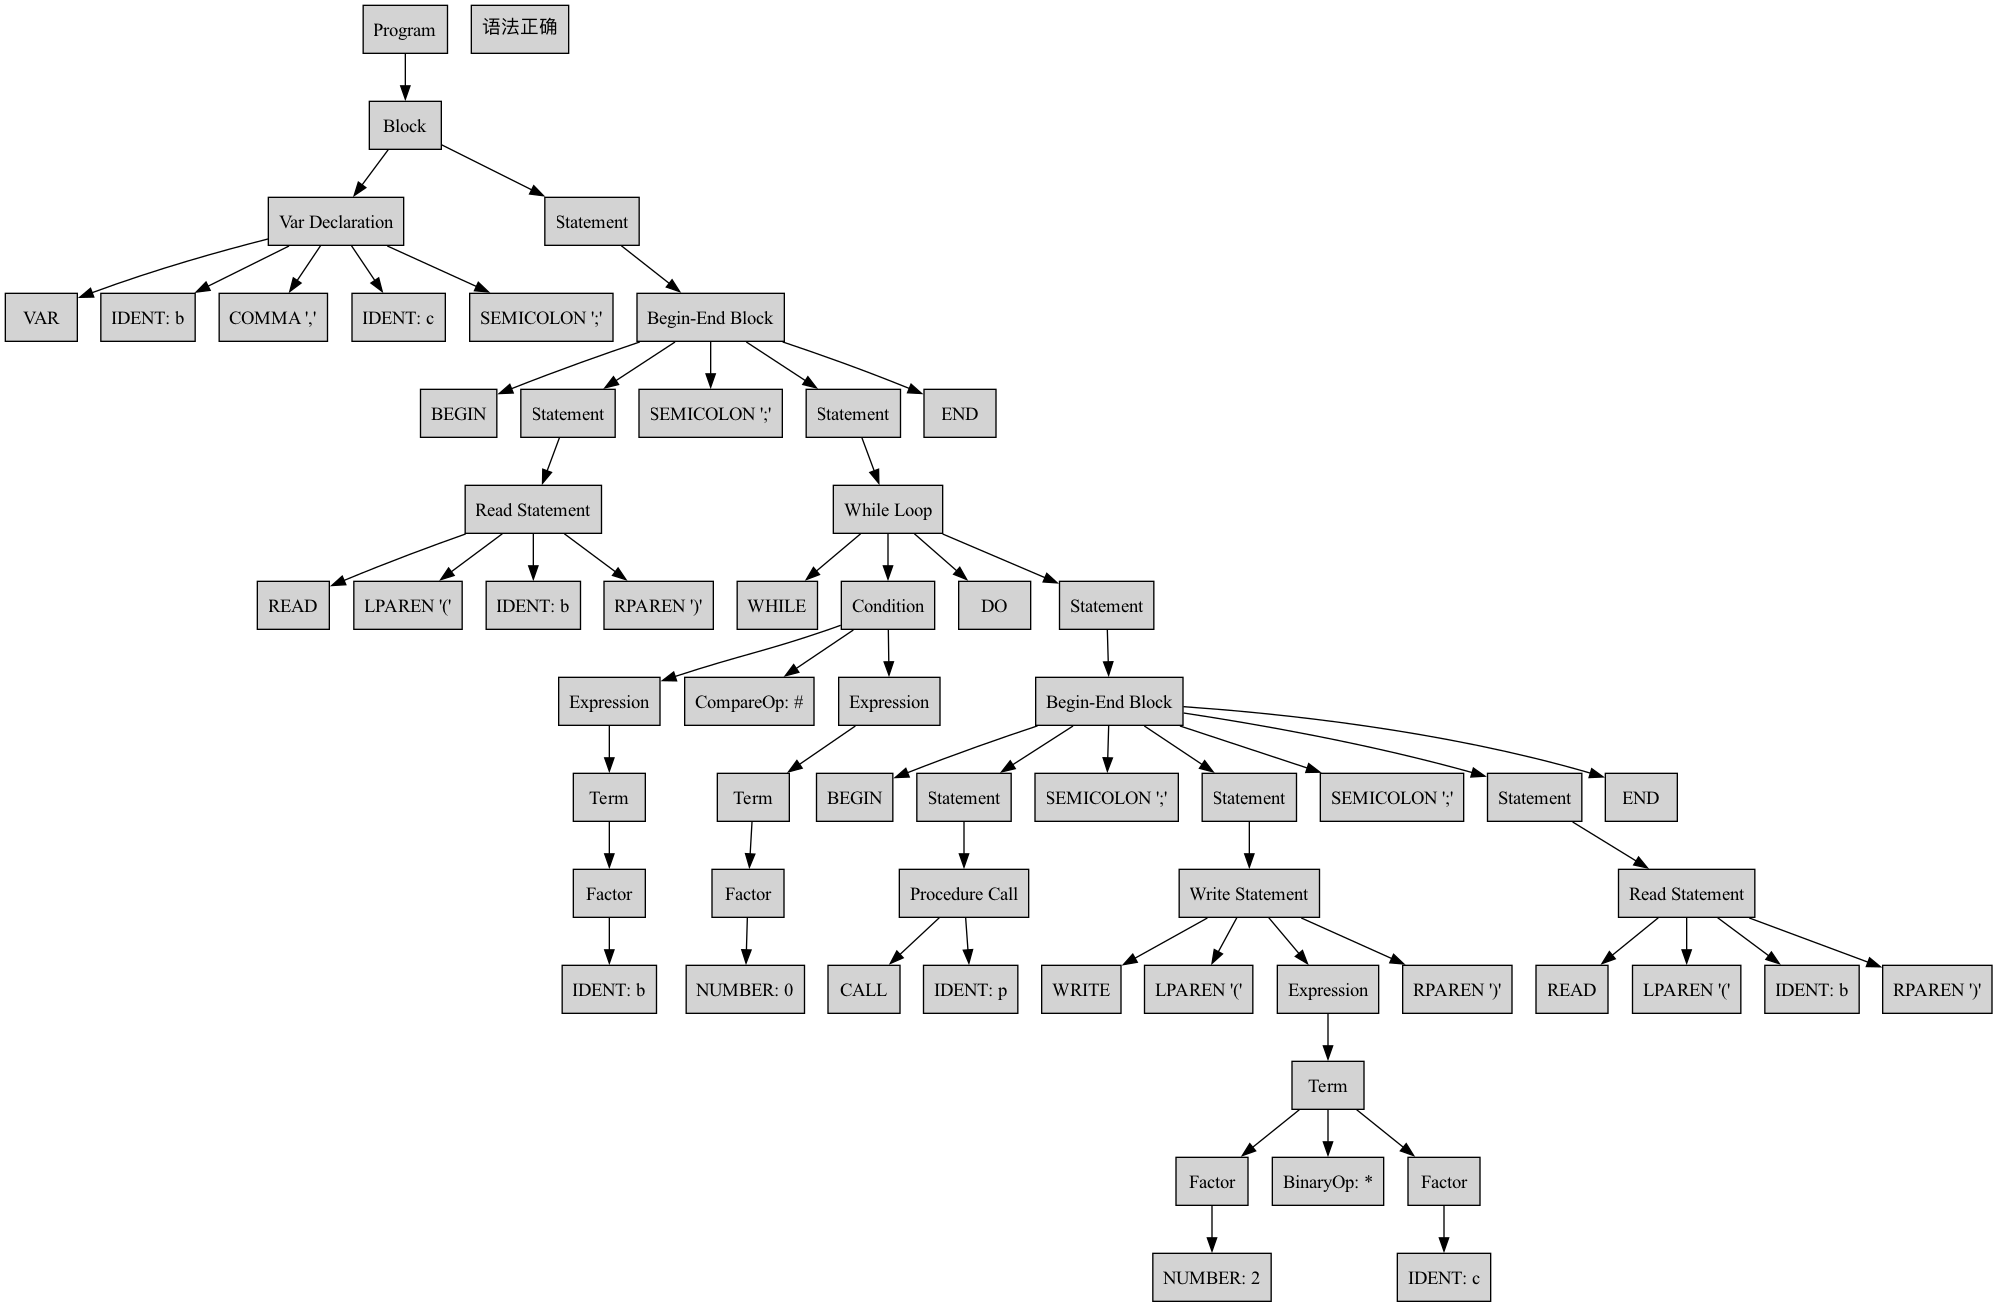 Program
语法正确
Block
Var Declaration
Statement
VAR
IDENT: b
COMMA ','
IDENT: c
SEMICOLON ';'
Begin-End Block
BEGIN
Statement
SEMICOLON ';'
Statement
END
Read Statement
While Loop
READ
LPAREN '('
IDENT: b
RPAREN ')'
WHILE
Condition
DO
Statement
Expression
CompareOp: #
Expression
Begin-End Block
Term
Term
BEGIN
Statement
SEMICOLON ';'
Statement
SEMICOLON ';'
Statement
END
Factor
Factor
Procedure Call
Write Statement
Read Statement
IDENT: b
NUMBER: 0
CALL
IDENT: p
WRITE
LPAREN '('
Expression
RPAREN ')'
READ
LPAREN '('
IDENT: b
RPAREN ')'
Term
Factor
BinaryOp: *
Factor
NUMBER: 2
IDENT: c